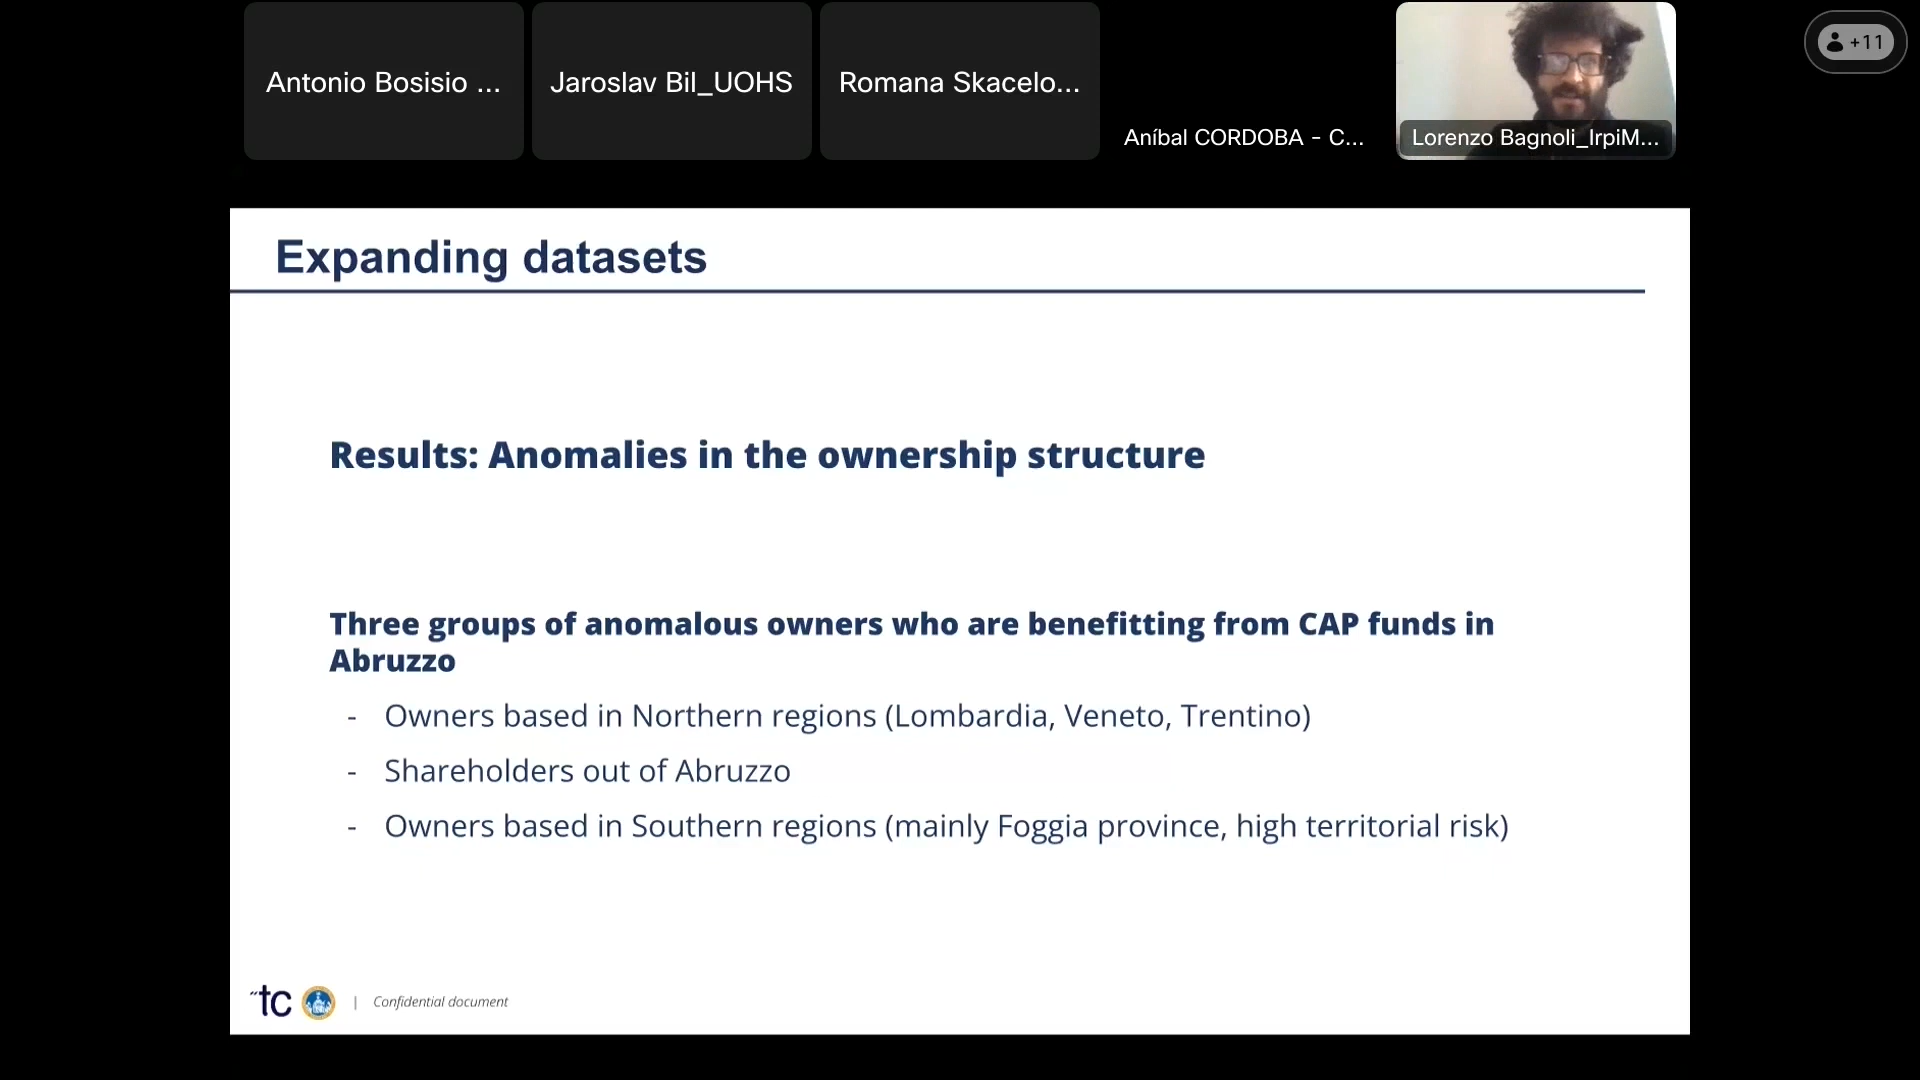 Antonio Bosisio ...
Jaroslav Bil_UOHS
Romana Skacelo...
Aníbal CORDOBA - C...
Lorenzo Bagnoli_IrpiM...
+11
Expanding datasets
Results: Anomalies in the ownership structure
Three groups of anomalous owners who are benefitting from CAP funds in
Abruzzo
- Owners based in Northern regions (Lombardia, Veneto, Trentino)
- Shareholders out of Abruzzo
- Owners based in Southern regions (mainly Foggia province, high territorial risk)
tc | Confidential document